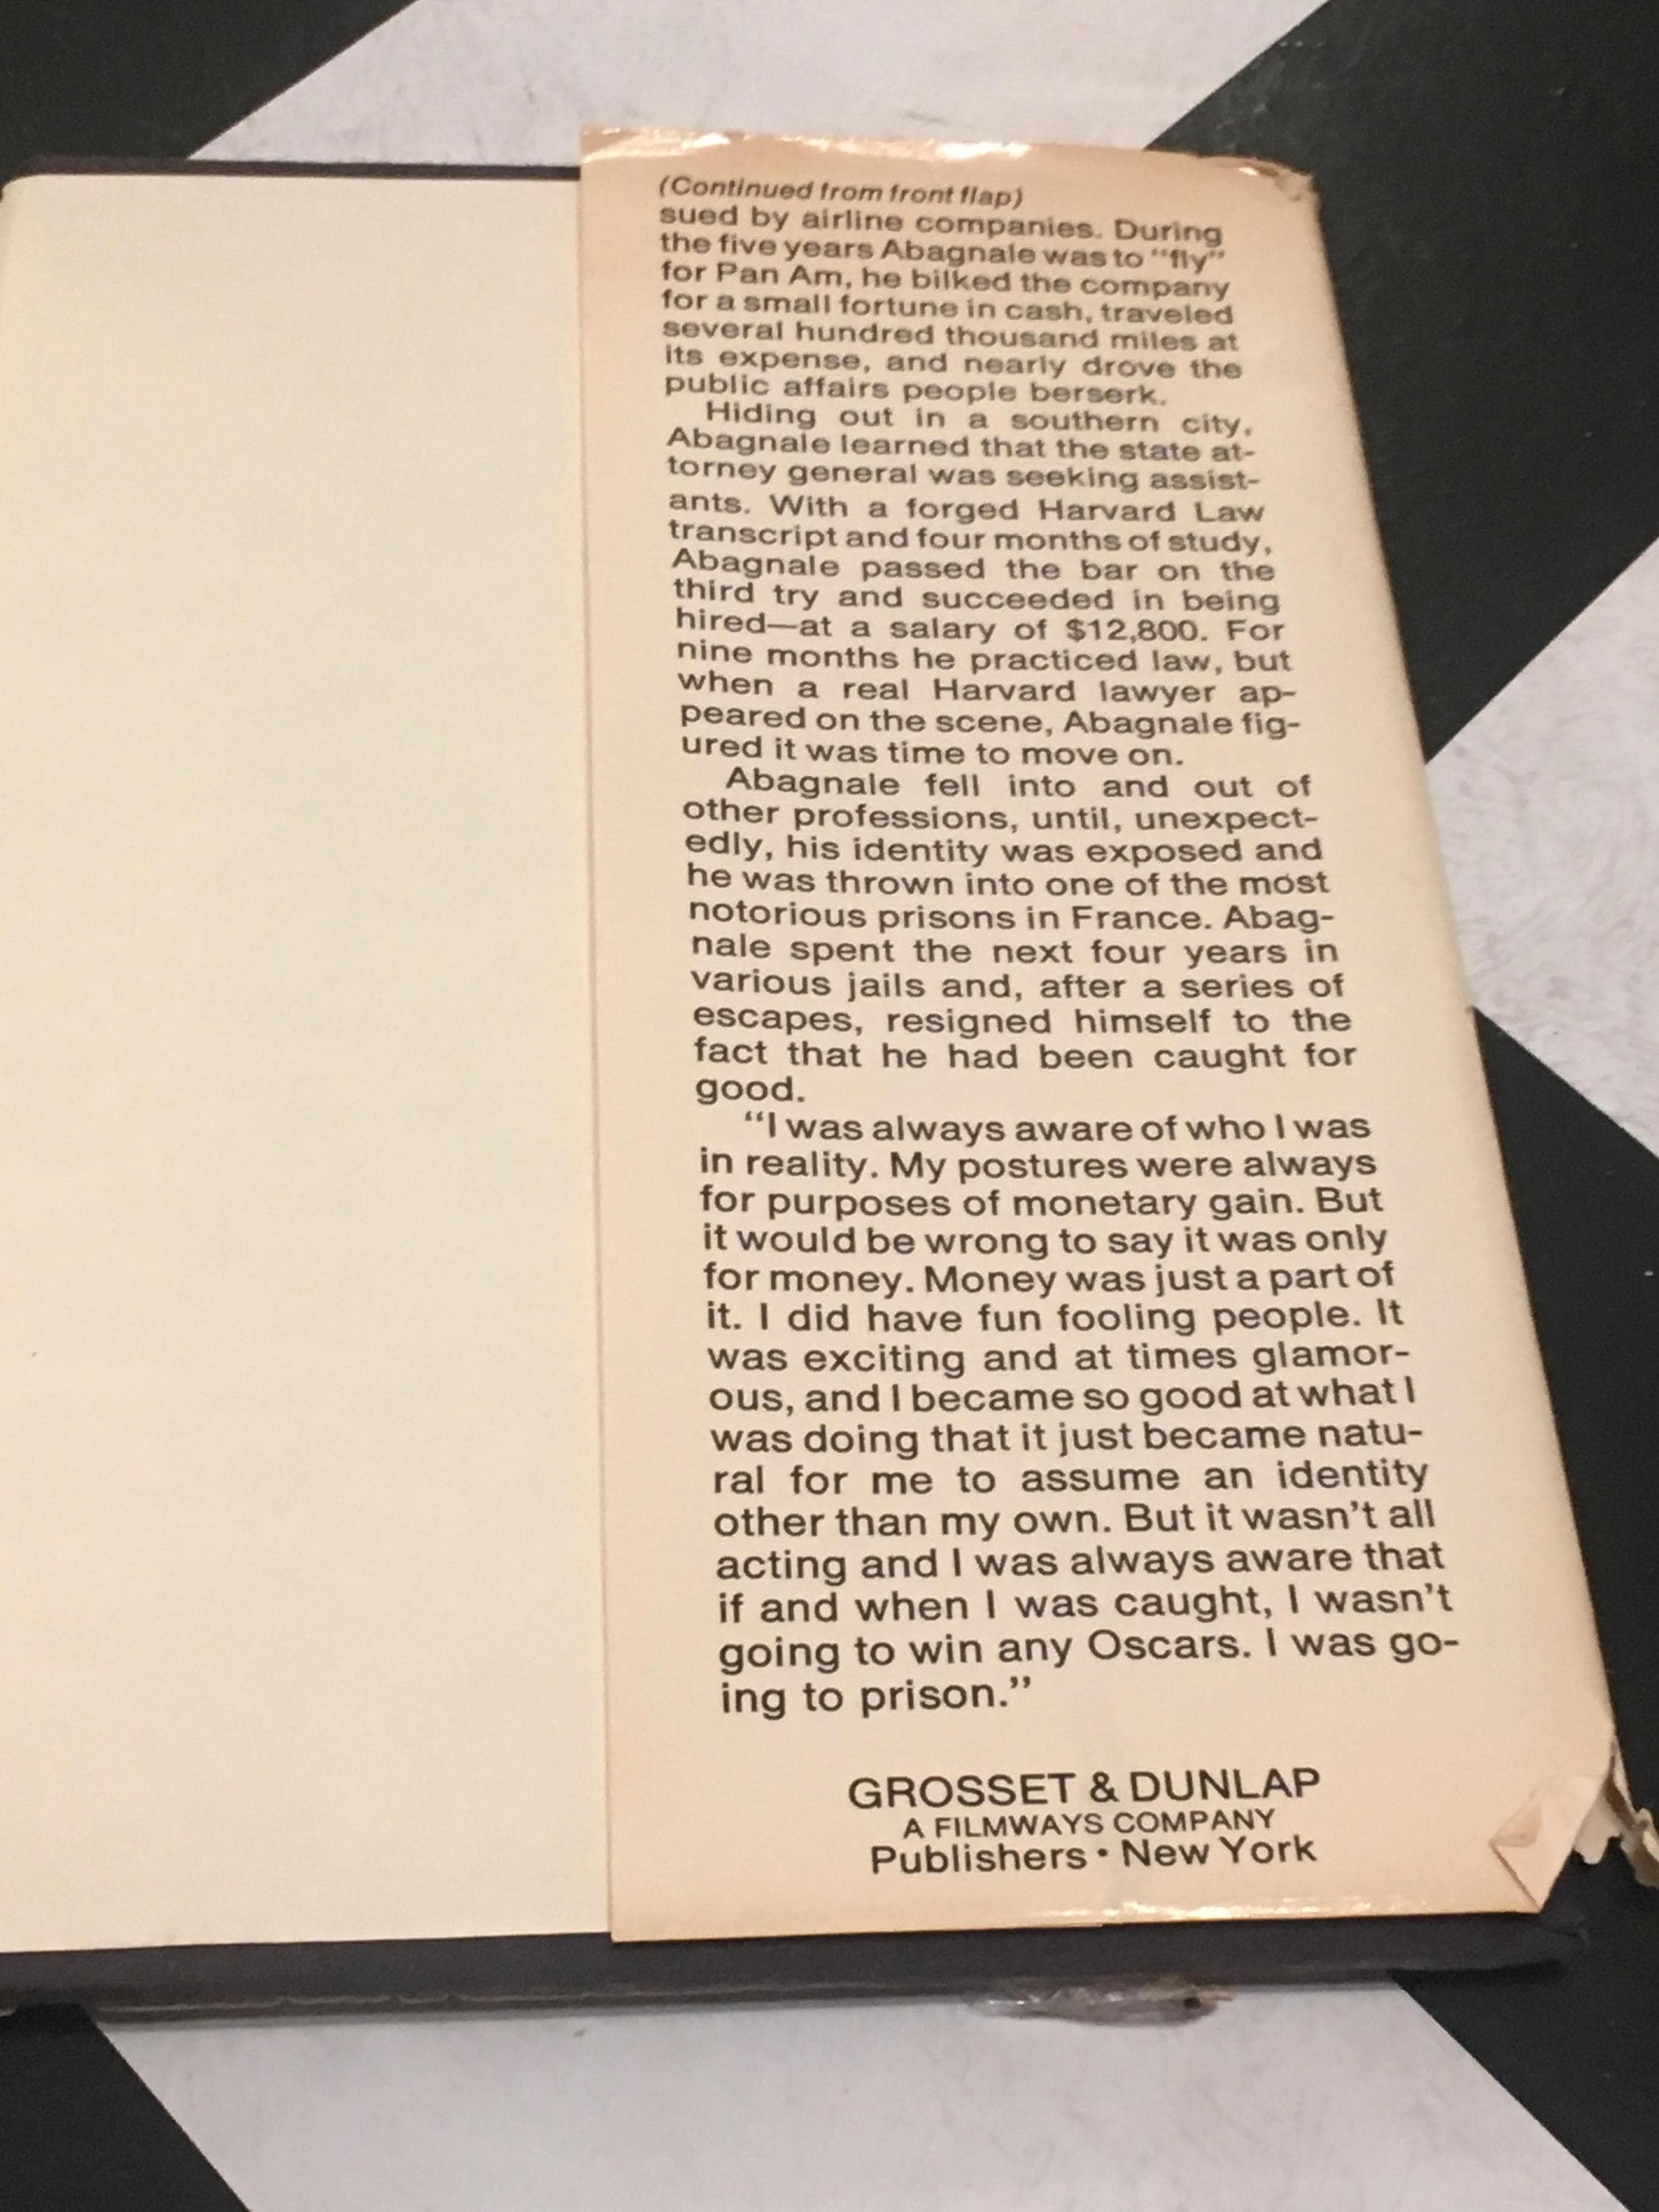 (Continued from front flap)
sued by airline companies. During
the five years Abagnale was to "fly"
for Pan Am, he bilked the company
for a small fortune in cash, traveled
several hundred thousand miles at
its expense, and nearly drove the
public affairs people berserk.
Hiding out in a southern city,
Abagnale learned that the state at-
torney general was seeking assist-
ants. With a forged Harvard Law
transcript and four months of study,
Abagnale passed the bar on the
third try and succeeded in being
hired—at a salary of $12,800. For
nine months he practiced law, but
when a real Harvard lawyer ap-
peared on the scene, Abagnale fig-
ured it was time to move on.
Abagnale fell into and out of
other professions, until, unexpect-
edly, his identity was exposed and
he was thrown into one of the most
notorious prisons in France. Abag-
nale spent the next four years in
various jails and, after a series of
escapes, resigned himself to the
fact that he had been caught for
good.
“I was always aware of who I was
in reality. My postures were always
for purposes of monetary gain. But
it would be wrong to say it was only
for money. Money was just a part of
it. I did have fun fooling people. It
was exciting and at times glamor-
ous, and I became so good at what I
was doing that it just became natu-
ral for me to assume an identity
other than my own. But it wasn’t all
acting and I was always aware that
if and when I was caught, I wasn’t
going to win any Oscars. I was go-
ing to prison.”
GROSSET & DUNLAP
A FILMWAYS COMPANY
Publishers • New York